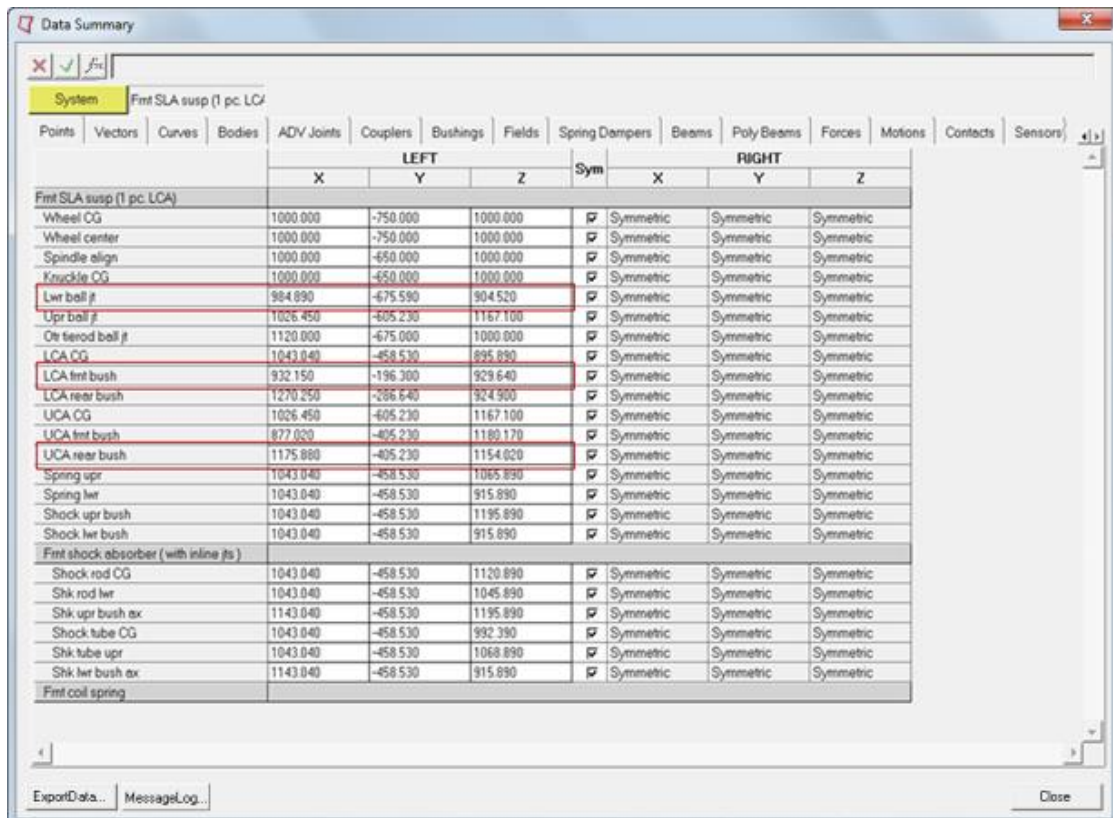 Data Summary
System Frnt SLA susp (1 pc. LCA
Points Vectors Curves Bodies ADV Joints Couplers Bushings Fields Spring Dampers Beams Poly Beams Forces Motions Contacts Sensors
LEFT Sym RIGHT
X Y Z X Y Z
Frnt SLA susp (1 pc. LCA)
Wheel CG 1000.000 -750.000 1000.000 Symmetric Symmetric Symmetric
Wheel center 1000.000 -750.000 1000.000 Symmetric Symmetric Symmetric
Spindle align 1000.000 -650.000 1000.000 Symmetric Symmetric Symmetric
Knuckle CG 1000.000 -650.000 1000.000 Symmetric Symmetric Symmetric
Lwr ball jt 984.890 -675.590 904.520 Symmetric Symmetric Symmetric
Upr ball jt 1026.450 -605.230 1167.100 Symmetric Symmetric Symmetric
Otr tierod ball jt 1120.000 -675.000 1000.000 Symmetric Symmetric Symmetric
LCA CG 1043.040 -458.530 895.890 Symmetric Symmetric Symmetric
LCA frnt bush 932.150 -196.300 929.640 Symmetric Symmetric Symmetric
LCA rear bush 1270.250 -286.640 924.900 Symmetric Symmetric Symmetric
UCA CG 1026.450 -605.230 1167.100 Symmetric Symmetric Symmetric
UCA frnt bush 877.020 -405.230 1180.170 Symmetric Symmetric Symmetric
UCA rear bush 1175.880 -405.230 1154.020 Symmetric Symmetric Symmetric
Spring upr 1043.040 -458.530 1065.890 Symmetric Symmetric Symmetric
Spring lwr 1043.040 -458.530 915.890 Symmetric Symmetric Symmetric
Shock upr bush 1043.040 -458.530 1195.890 Symmetric Symmetric Symmetric
Shock lwr bush 1043.040 -458.530 915.890 Symmetric Symmetric Symmetric
Frnt shock absorber ( with inline jts )
Shock rod CG 1043.040 -458.530 1120.890 Symmetric Symmetric Symmetric
Shk rod lwr 1043.040 -458.530 1045.890 Symmetric Symmetric Symmetric
Shk upr bush ax 1143.040 -458.530 1195.890 Symmetric Symmetric Symmetric
Shock tube CG 1043.040 -458.530 992.390 Symmetric Symmetric Symmetric
Shk tube upr 1043.040 -458.530 1068.890 Symmetric Symmetric Symmetric
Shk lwr bush ax 1143.040 -458.530 915.890 Symmetric Symmetric Symmetric
Frnt coil spring
ExportData... MessageLog... Close